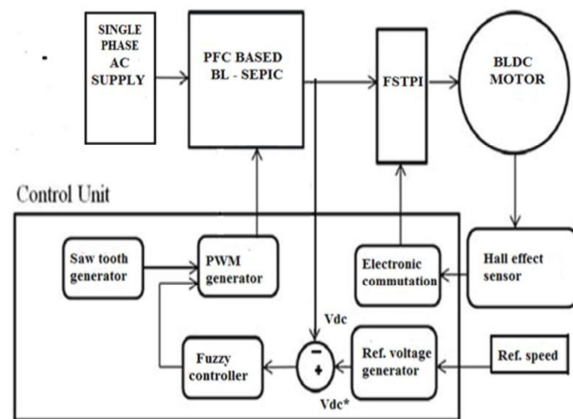 SINGLE
PHASE
AC
SUPPLY
PFC BASED
BL - SEPIC
FSTPI
BLDC
MOTOR
Control Unit
Saw tooth
generator
PWM
generator
Electronic
commutation
Hall effect
sensor
Vdc
Fuzzy
controller
-
+
Ref. voltage
generator
Ref. speed
Vdc*